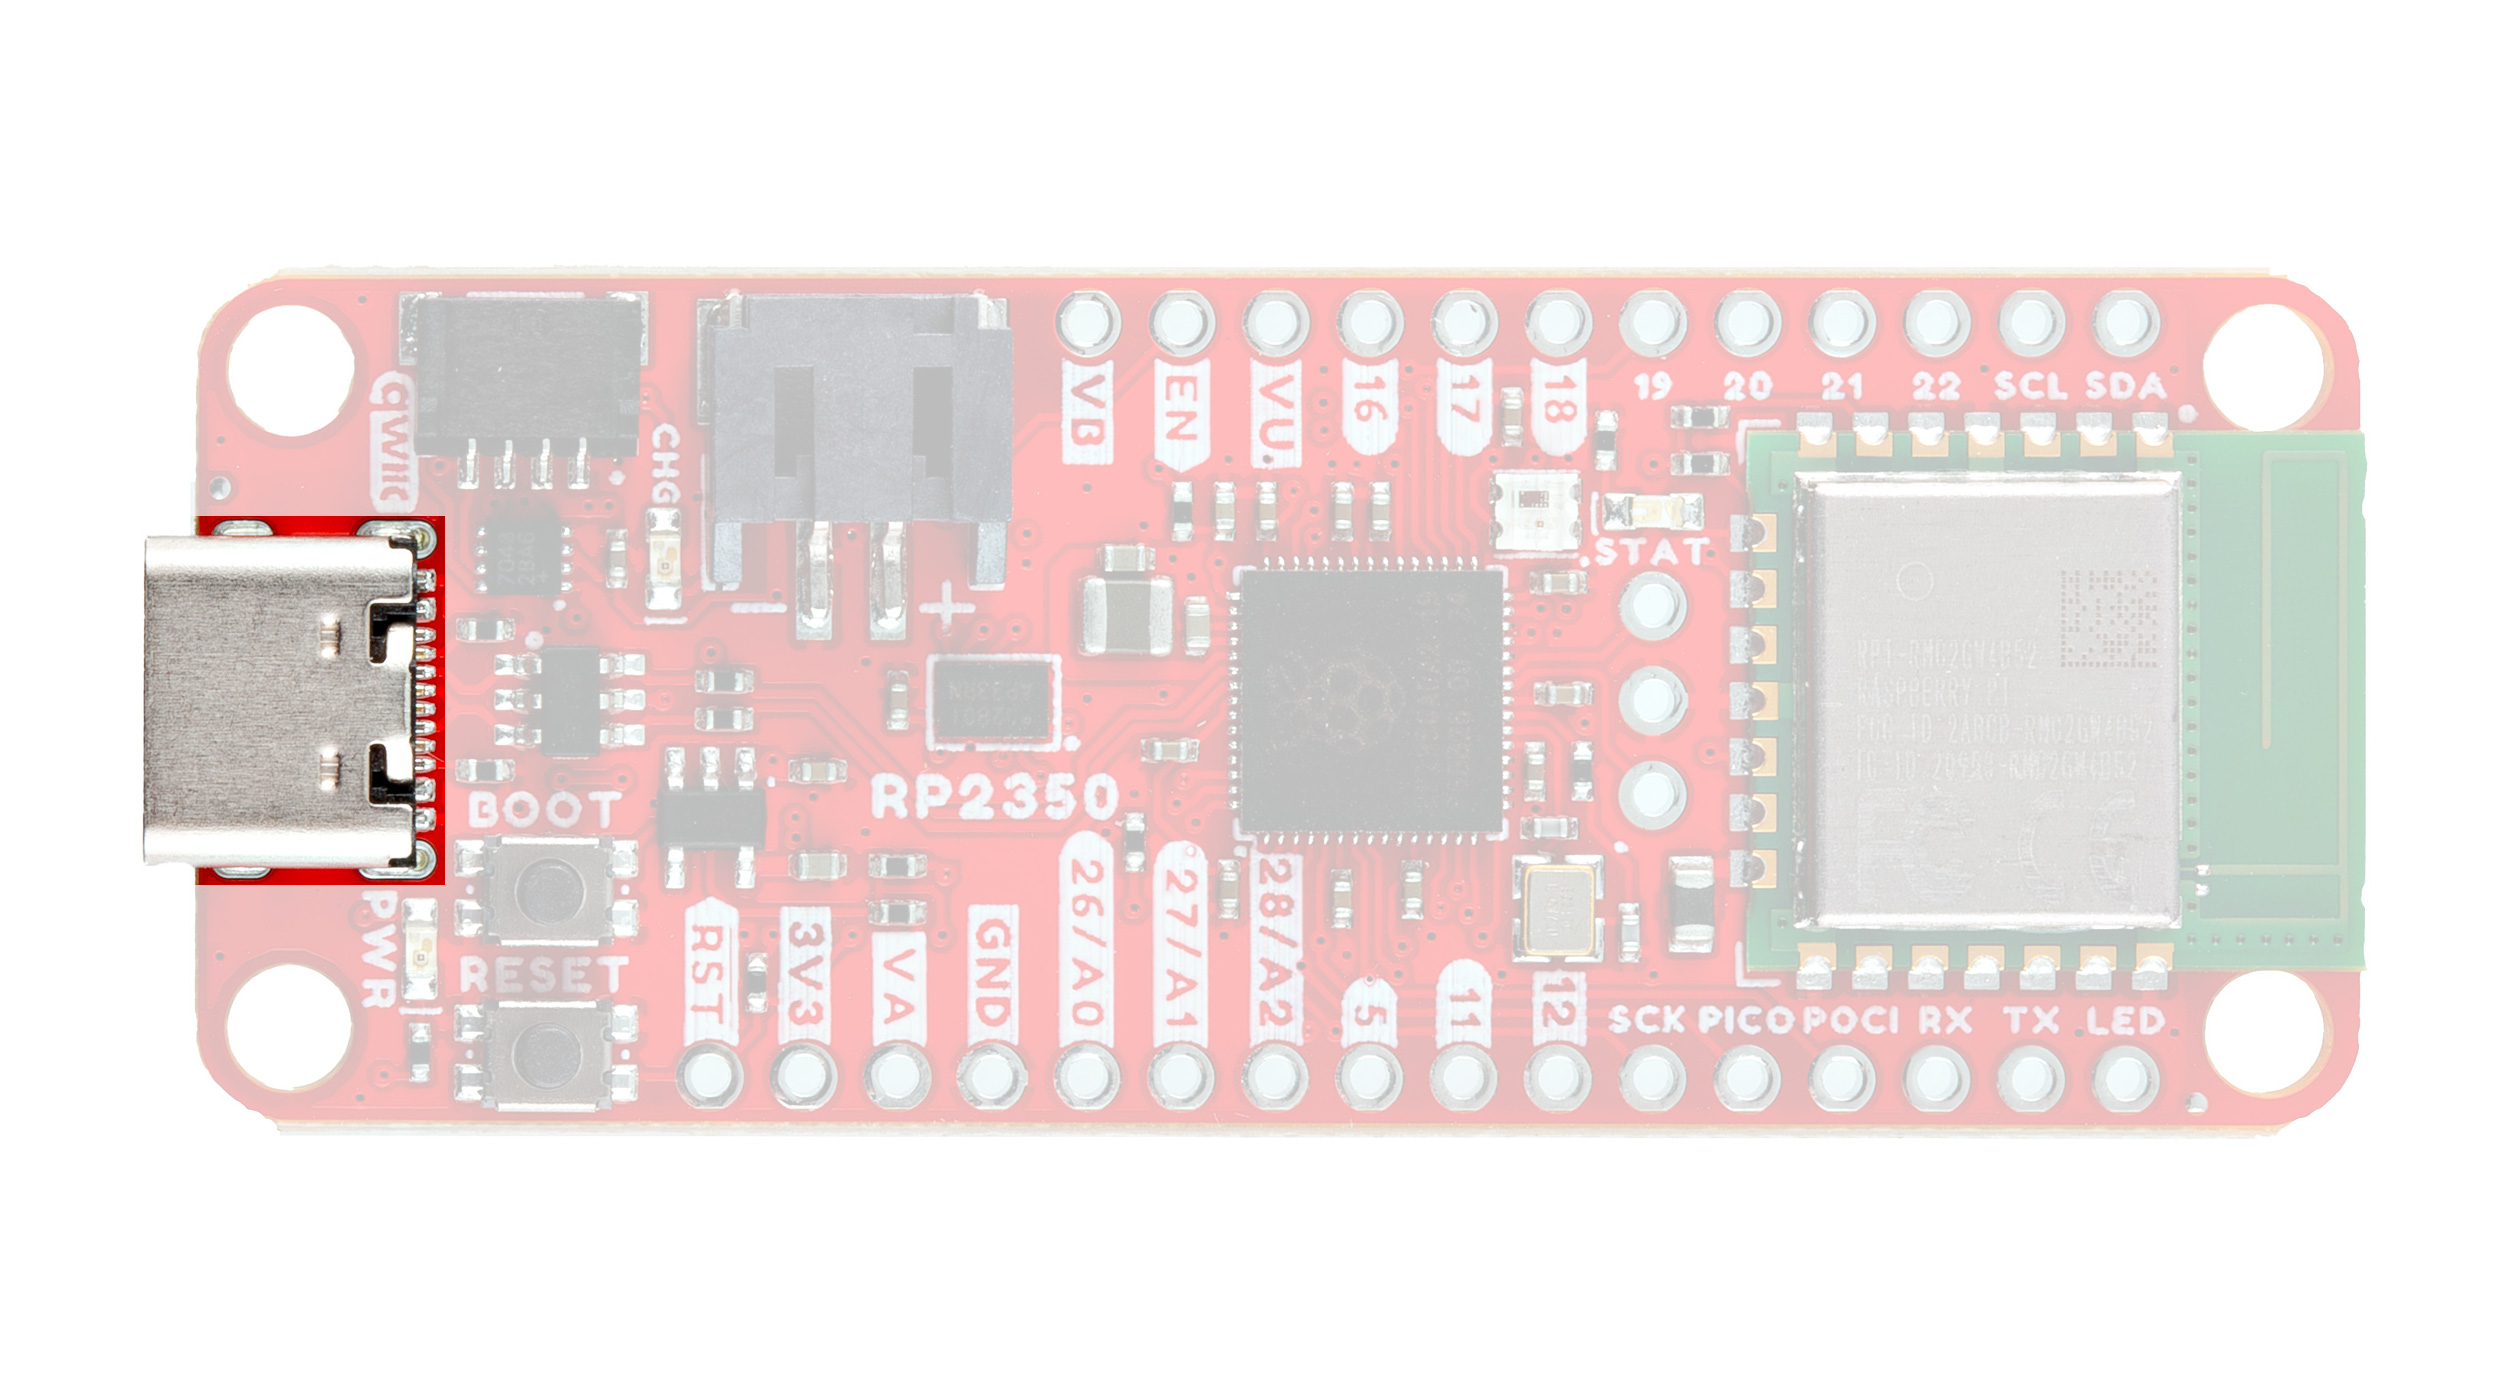 QWIIC
CHG
VB
EN
VU
16
17
18
19
20
21
22
SCL
SDA
STAT
BOOT
RP2350
PWR
RESET
RST
3V3
VA
GND
26/A0
27/A1
28/A2
5
11
12
SCK
PICO
POCI
RX
TX
LED
RASPBERRY PI